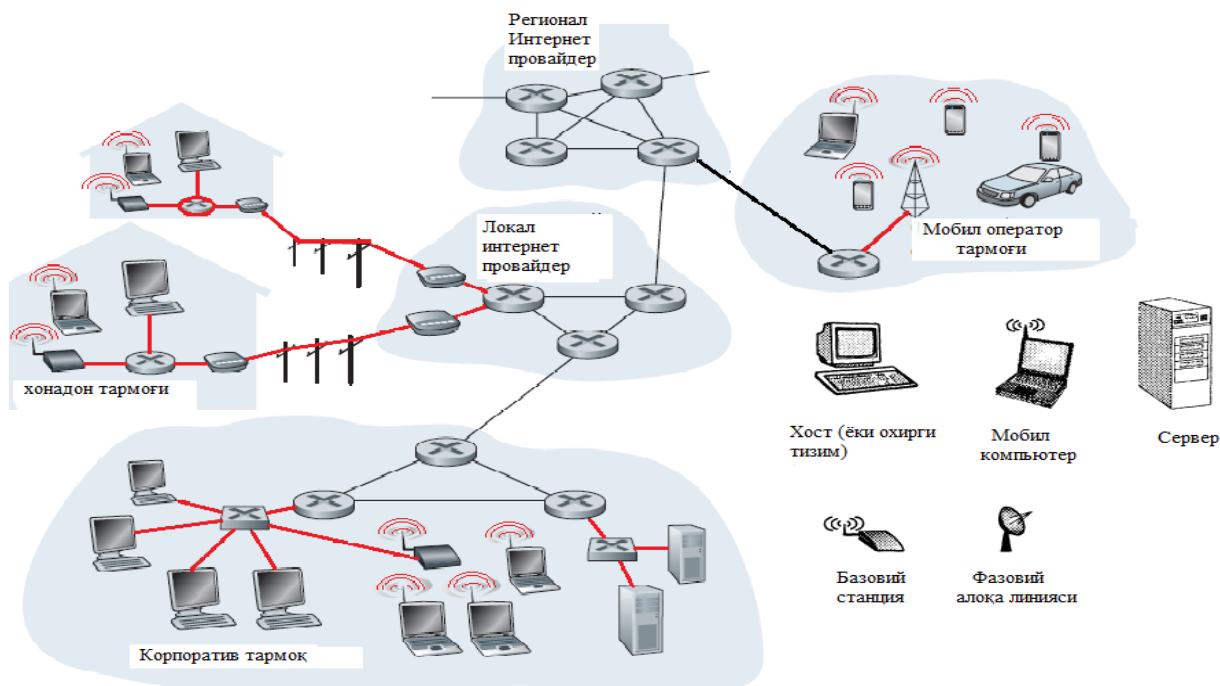 Регионал
Интернет
провайдер
Локал
интернет
провайдер
Мобил оператор
тармоғи
хонадон тармоғи
Хост (ёки охирги
тизим)
Мобил
компьютер
Сервер
Базовий
станция
Фазовий
алоқа линияси
Корпоратив тармоқ